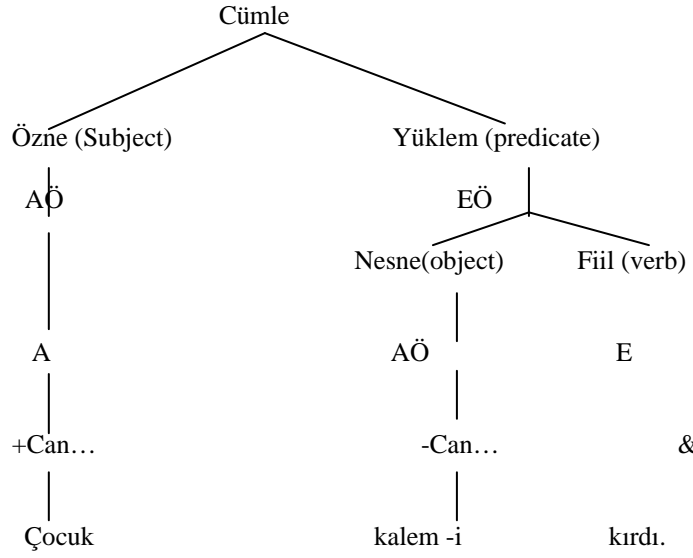 Cümle
Özne (Subject) Yüklem (predicate)
AÖ EÖ
Nesne(object) Fiil (verb)
A AÖ E
+Can… -Can… &
Çocuk kalem -i kırdı.